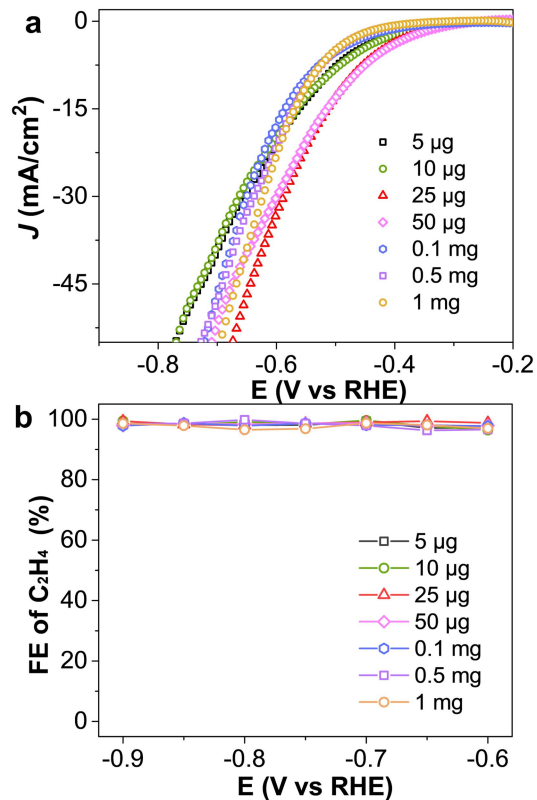 a
0
-15
-30
-45
J (mA/cm²)
5 µg
10 µg
25 µg
50 µg
0.1 mg
0.5 mg
1 mg
-0.8 -0.6 -0.4 -0.2
E (V vs RHE)
b
100
80
60
40
20
0
FE of C₂H₄ (%)
5 µg
10 µg
25 µg
50 µg
0.1 mg
0.5 mg
1 mg
-0.9 -0.8 -0.7 -0.6
E (V vs RHE)